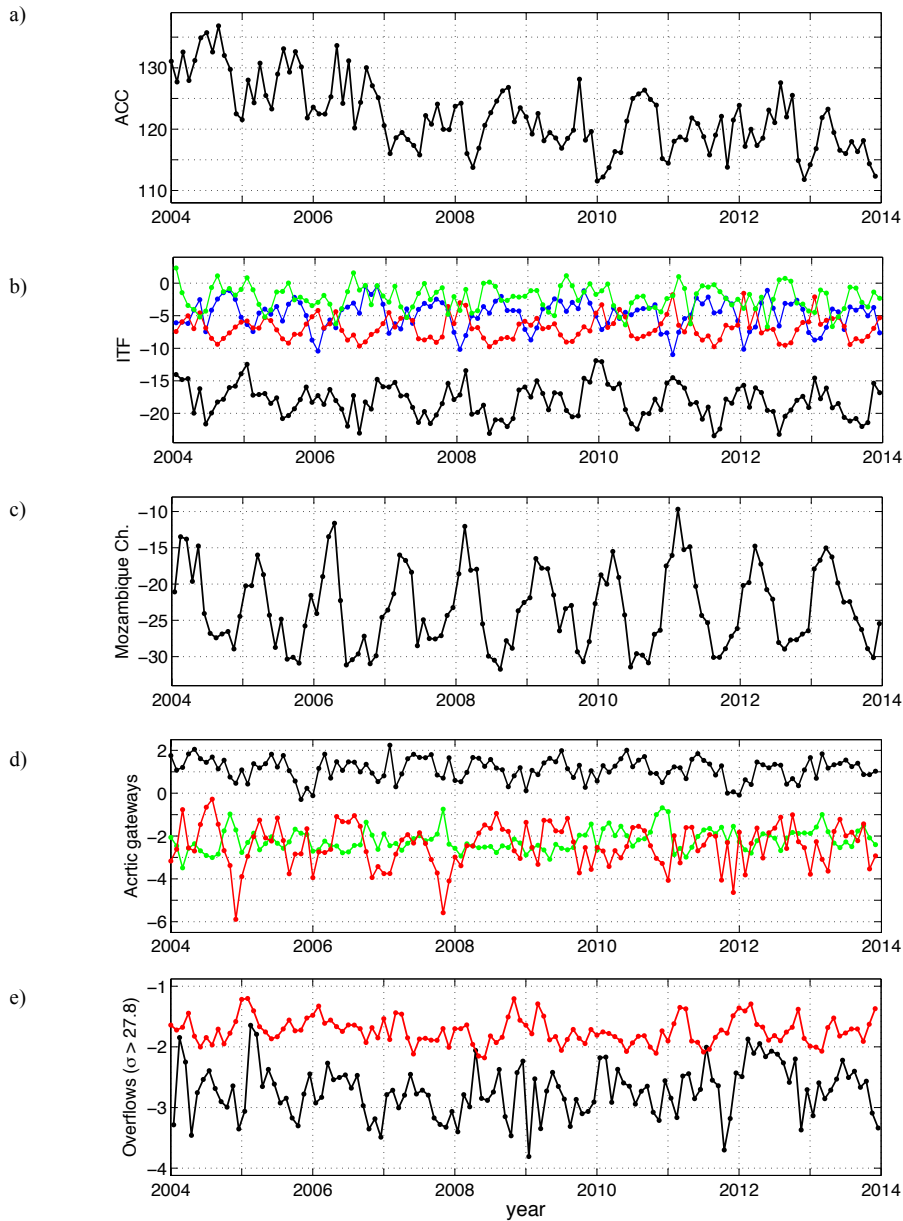 a)
ACC
130
120
110
2004 2006 2008 2010 2012 2014
b)
ITF
0
−5
−10
−15
−20
2004 2006 2008 2010 2012 2014
c)
Mozambique Ch.
−10
−15
−20
−25
−30
2004 2006 2008 2010 2012 2014
d)
Acrtic gateways
2
0
−2
−4
−6
2004 2006 2008 2010 2012 2014
e)
Overflows (σ > 27.8)
−1
−2
−3
−4
2004 2006 2008 2010 2012 2014
year